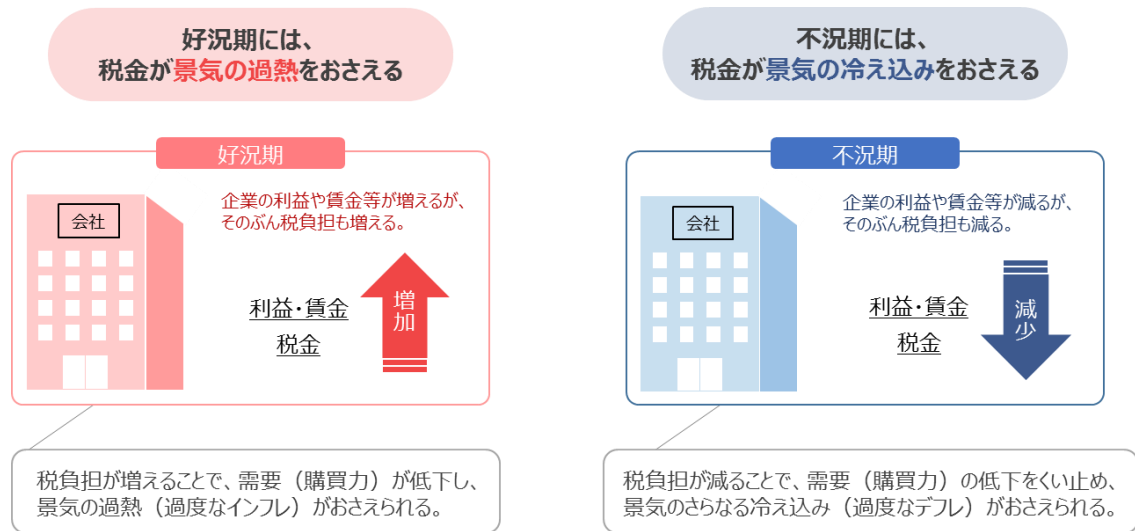 好況期には、
税金が景気の過熱をおさえる
好況期
会社
企業の利益や賃金等が増えるが、
そのぶん税負担も増える。
利益・賃金
税金
増加
税負担が増えることで、需要（購買力）が低下し、
景気の過熱（過度なインフレ）がおさえられる。
不況期には、
税金が景気の冷え込みをおさえる
不況期
会社
企業の利益や賃金等が減るが、
そのぶん税負担も減る。
利益・賃金
税金
減少
税負担が減ることで、需要（購買力）の低下をくい止め、
景気のさらなる冷え込み（過度なデフレ）がおさえられる。